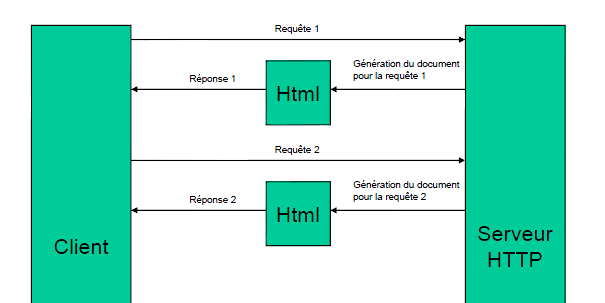 Requête 1
Génération du document
pour la requête 1
Réponse 1
Html
Requête 2
Génération du document
pour la requête 2
Réponse 2
Html
Client
Serveur
HTTP